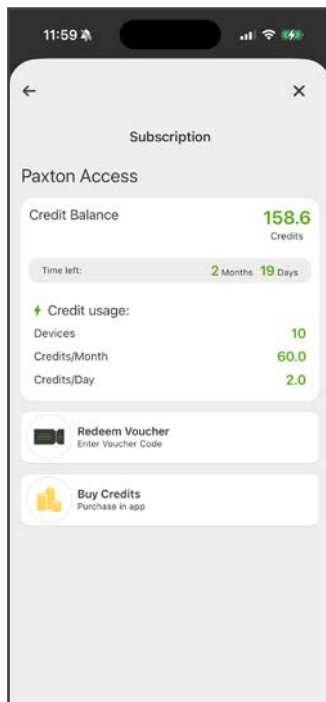 11:59
Subscription
Paxton Access
Credit Balance
158.6
Credits
Time left:
2 Months 19 Days
Credit usage:
Devices 10
Credits/Month 60.0
Credits/Day 2.0
Redeem Voucher
Enter Voucher Code
Buy Credits
Purchase in app